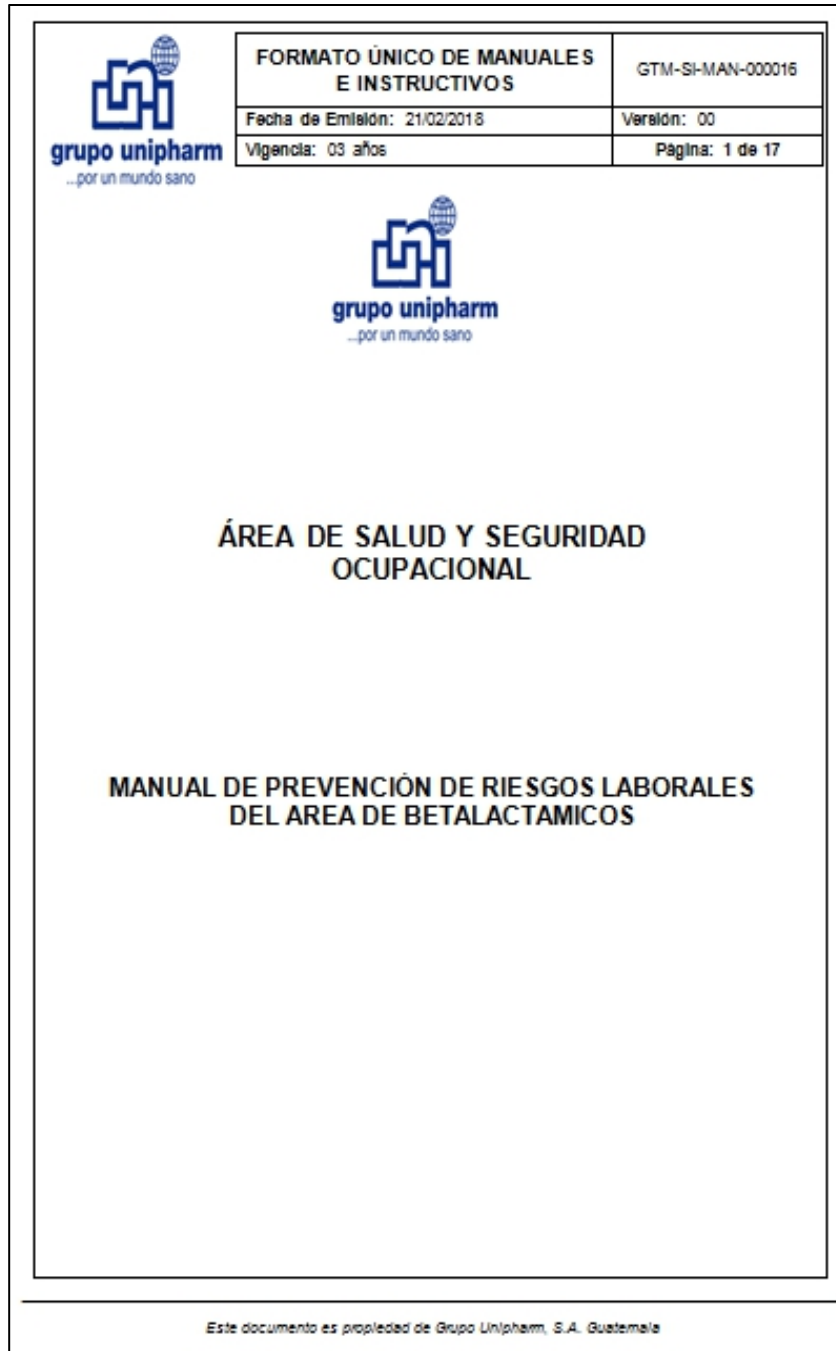 grupo unipharm
...por un mundo sano
FORMATO ÚNICO DE MANUALES
E INSTRUCTIVOS
GTM-SI-MAN-000016
Fecha de Emisión: 21/02/2018
Versión: 00
Vigencia: 03 años
Página: 1 de 17
grupo unipharm
...por un mundo sano
ÁREA DE SALUD Y SEGURIDAD
OCUPACIONAL
MANUAL DE PREVENCIÓN DE RIESGOS LABORALES
DEL AREA DE BETALACTAMICOS
Este documento es propiedad de Grupo Unipharm, S.A. Guatemala